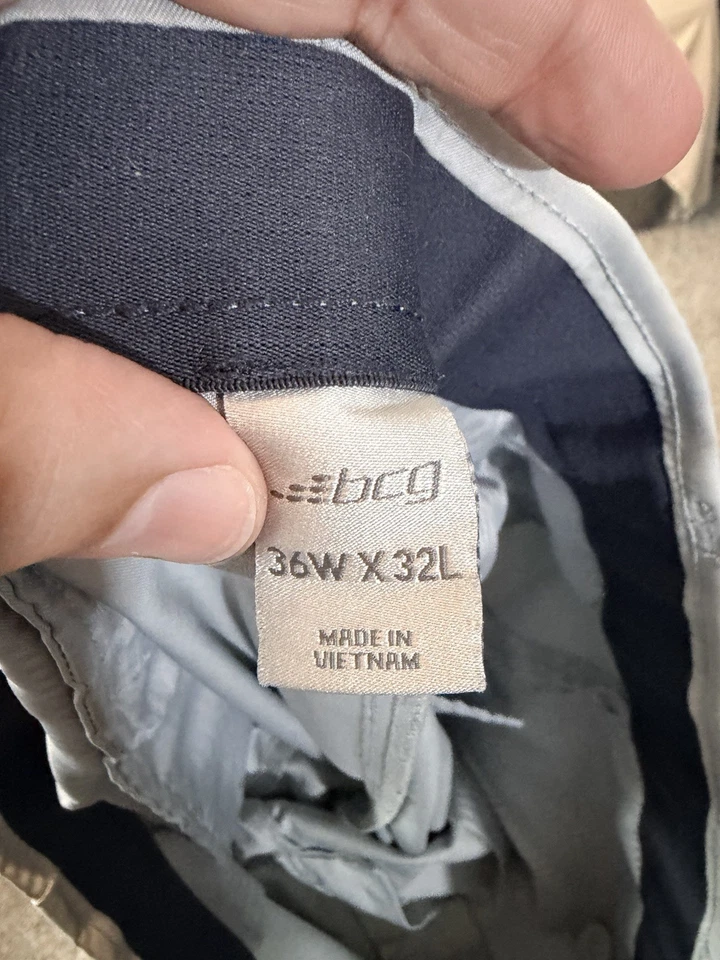 bcg
36W X 32L
MADE IN
VIETNAM